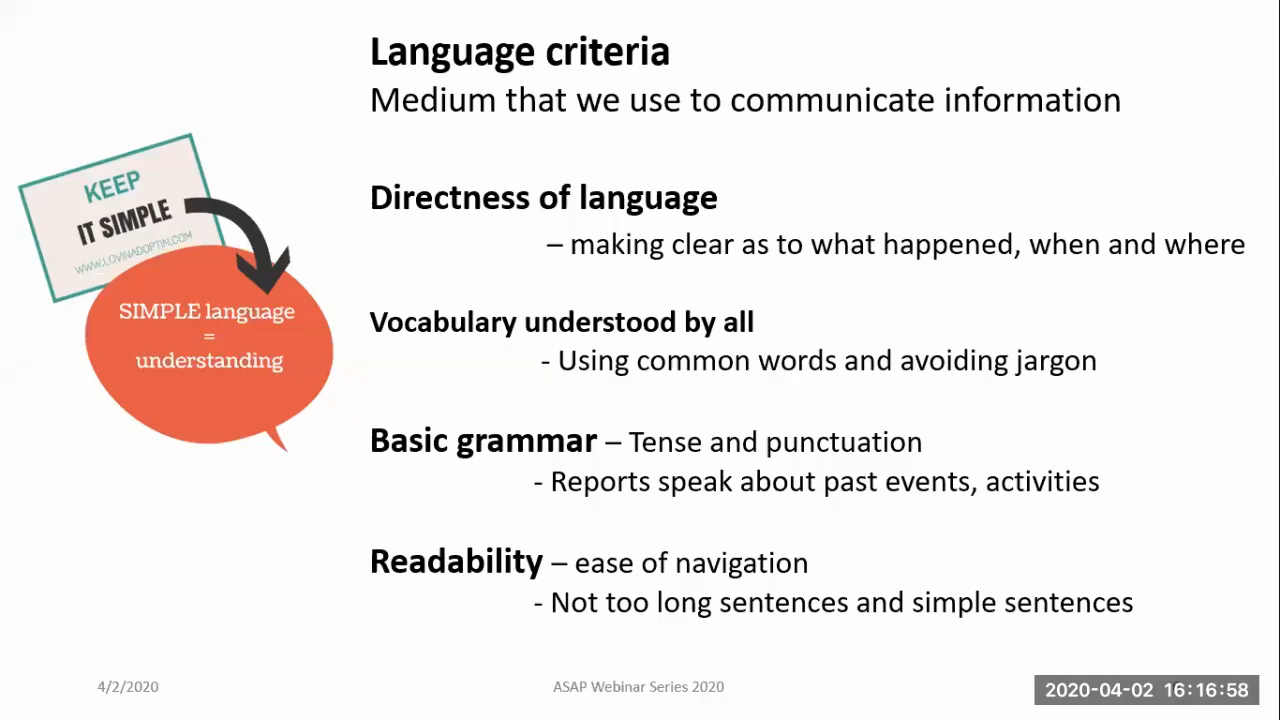 Language criteria
Medium that we use to communicate information
KEEP
IT SIMPLE
WWW.LOVINADOPTIN.COM
SIMPLE language
=
understanding
Directness of language
– making clear as to what happened, when and where
Vocabulary understood by all
- Using common words and avoiding jargon
Basic grammar – Tense and punctuation
- Reports speak about past events, activities
Readability – ease of navigation
- Not too long sentences and simple sentences
4/2/2020
ASAP Webinar Series 2020
2020-04-02 16:16:58